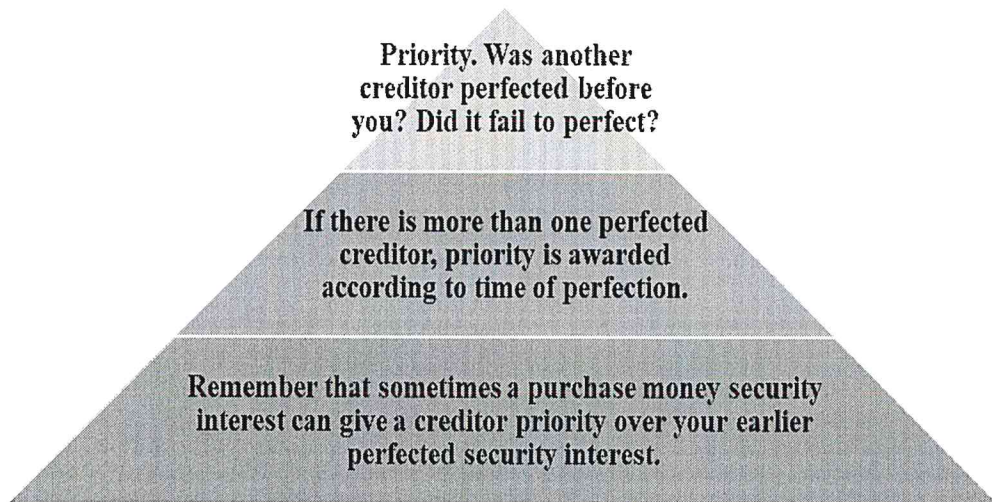 Priority. Was another
creditor perfected before
you? Did it fail to perfect?
If there is more than one perfected
creditor, priority is awarded
according to time of perfection.
Remember that sometimes a purchase money security
interest can give a creditor priority over your earlier
perfected security interest.